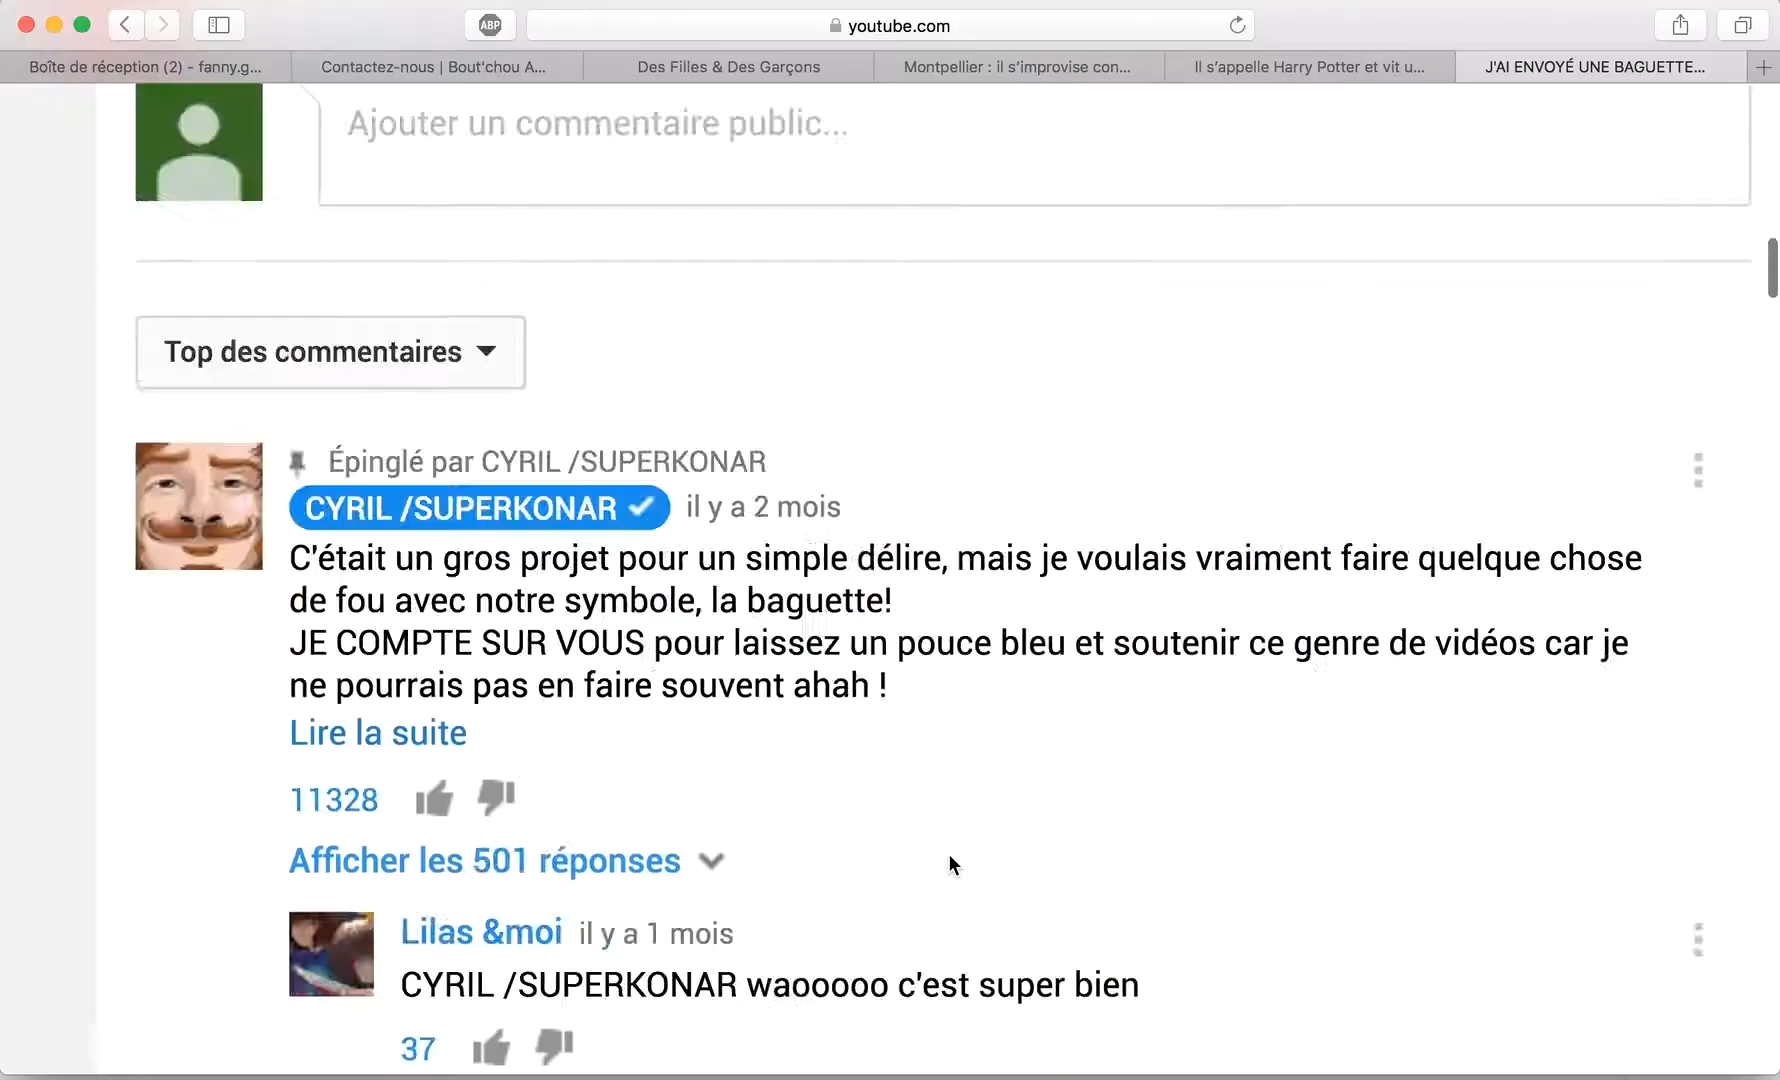 ABP
youtube.com
Boîte de réception (2) - fanny.g...
Contactez-nous | Bout'chou A...
Des Filles & Des Garçons
Montpellier : il s'improvise con...
Il s'appelle Harry Potter et vit u...
J'AI ENVOYÉ UNE BAGUETTE...
Ajouter un commentaire public...
Top des commentaires
Épinglé par CYRIL /SUPERKONAR
CYRIL /SUPERKONAR il y a 2 mois
C'était un gros projet pour un simple délire, mais je voulais vraiment faire quelque chose
de fou avec notre symbole, la baguette!
JE COMPTE SUR VOUS pour laissez un pouce bleu et soutenir ce genre de vidéos car je
ne pourrais pas en faire souvent ahah !
Lire la suite
11328
Afficher les 501 réponses
Lilas &moi il y a 1 mois
CYRIL /SUPERKONAR waooooo c'est super bien
37